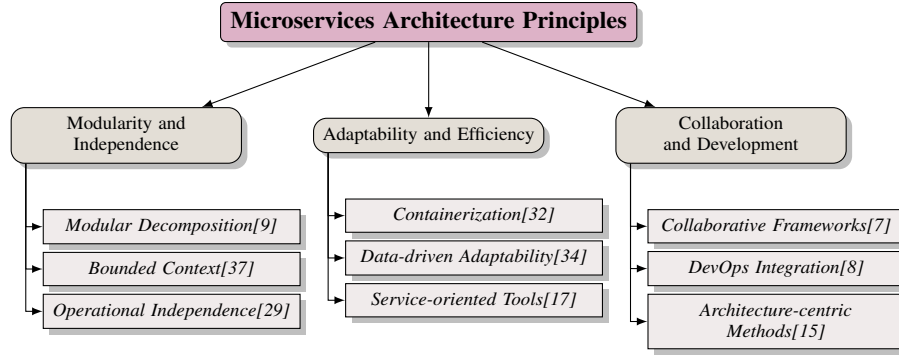 Microservices Architecture Principles
Modularity and
Independence
Modular Decomposition[9]
Bounded Context[37]
Operational Independence[29]
Adaptability and Efficiency
Containerization[32]
Data-driven Adaptability[34]
Service-oriented Tools[17]
Collaboration
and Development
Collaborative Frameworks[7]
DevOps Integration[8]
Architecture-centric
Methods[15]